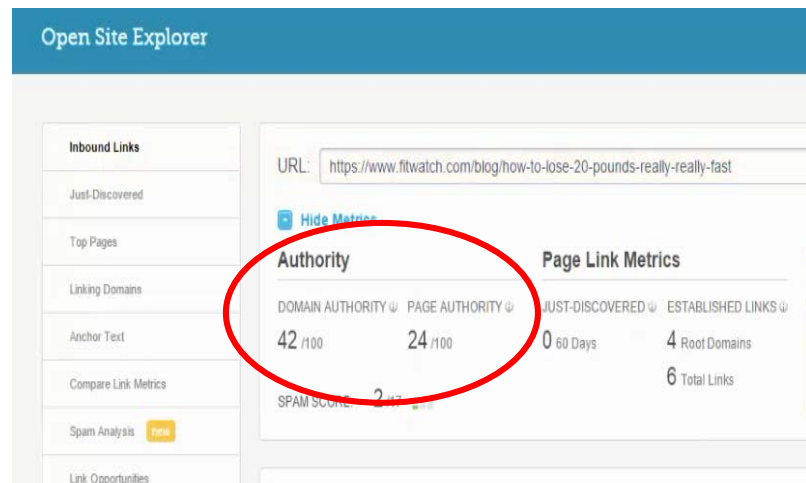 Open Site Explorer
Inbound Links
Just-Discovered
Top Pages
Linking Domains
Anchor Text
Compare Link Metrics
Spam Analysis new
Link Opportunities
URL: https://www.fitwatch.com/blog/how-to-lose-20-pounds-really-really-fast
Hide Metrics
Authority
Page Link Metrics
DOMAIN AUTHORITY PAGE AUTHORITY JUST-DISCOVERED ESTABLISHED LINKS
42 /100 24 /100 0 60 Days 4 Root Domains
6 Total Links
SPAM SCORE: 2 /17